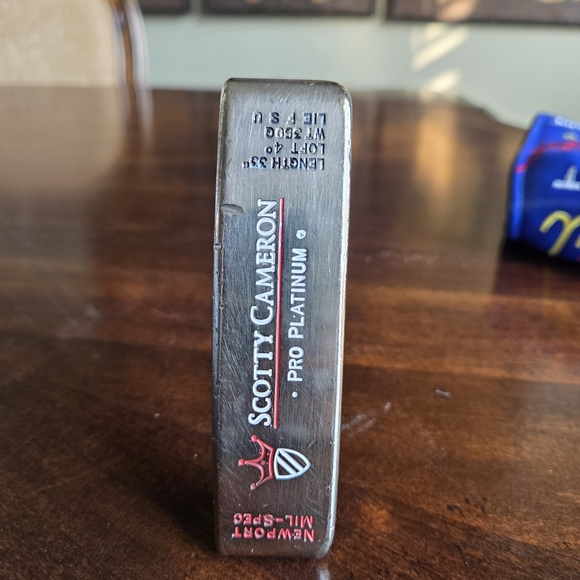 LENGTH 33"
LOFT 4°
WT 350G
LIE F S U
SCOTTY CAMERON
• PRO PLATINUM •
NEWPORT
MIL-SPEC